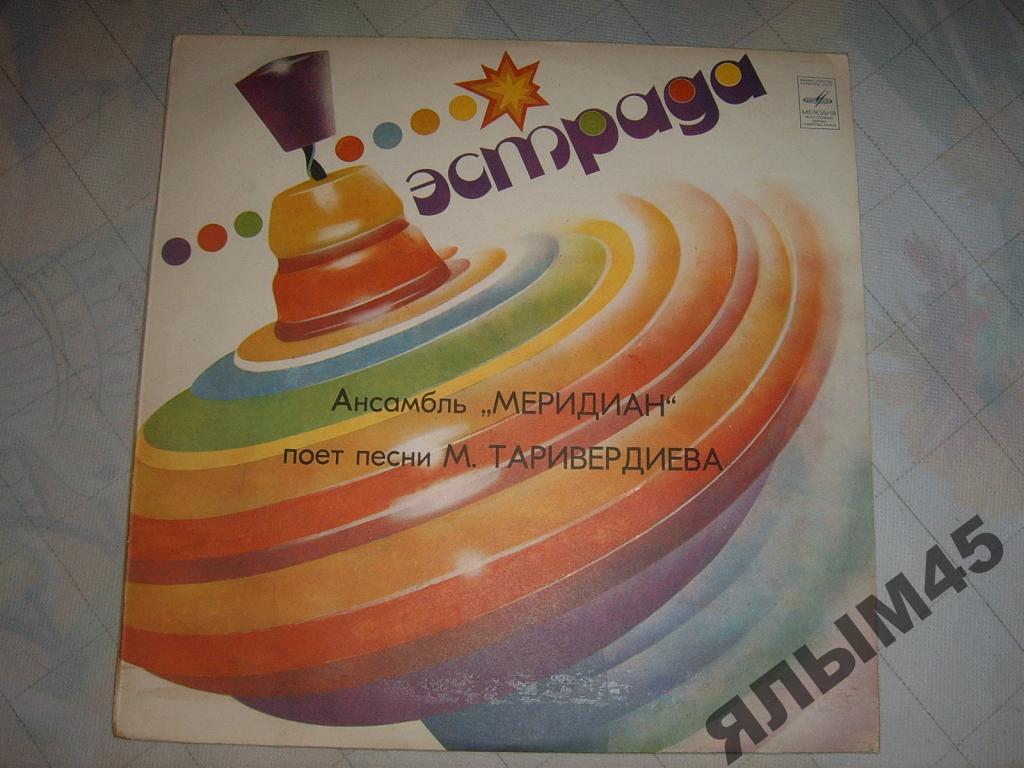 эстрада
МЕЛОДИЯ
Ансамбль „МЕРИДИАН“
поет песни М. ТАРИВЕРДИЕВА
ЯЛЫМ45